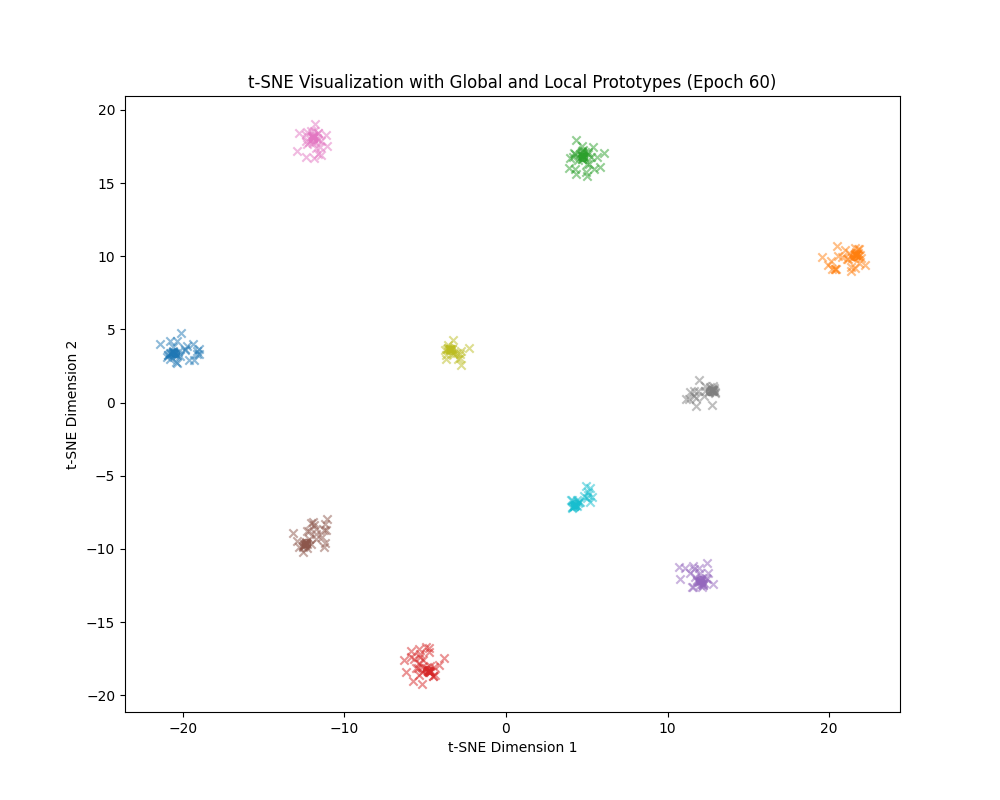 t-SNE Visualization with Global and Local Prototypes (Epoch 60)
t-SNE Dimension 2
20
15
10
5
0
−5
−10
−15
−20
−20 −10 0 10 20
t-SNE Dimension 1